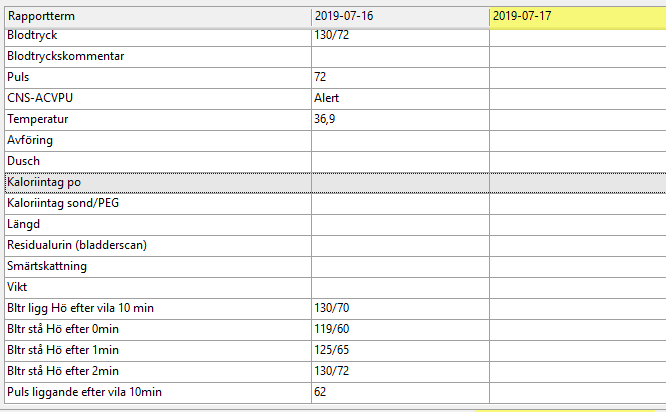 Rapportterm 2019-07-16 2019-07-17
Blodtryck 130/72
Blodtryckskommentar
Puls 72
CNS-ACVPU Alert
Temperatur 36,9
Avföring
Dusch
Kaloriintag po
Kaloriintag sond/PEG
Längd
Residualurin (bladderscan)
Smärtskattning
Vikt
Bltr ligg Hö efter vila 10 min 130/70
Bltr stå Hö efter 0min 119/60
Bltr stå Hö efter 1min 125/65
Bltr stå Hö efter 2min 130/72
Puls liggande efter vila 10min 62